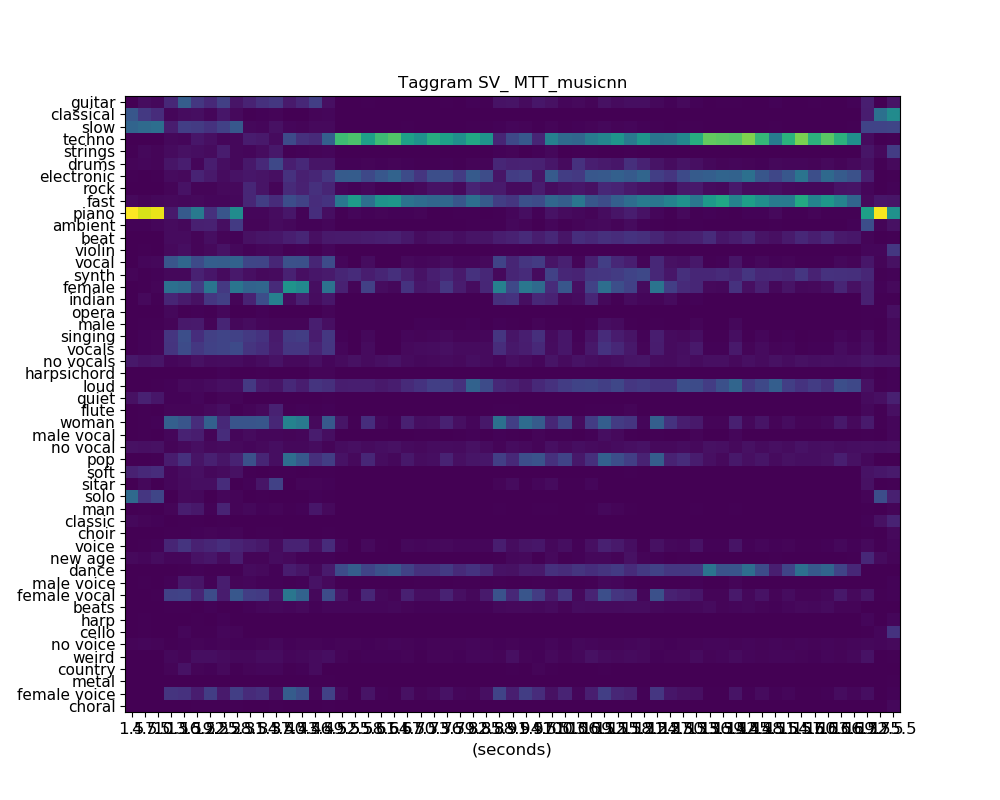 Taggram SV_ MTT_musicnn
guitar
classical
slow
techno
strings
drums
electronic
rock
fast
piano
ambient
beat
violin
vocal
synth
female
indian
opera
male
singing
vocals
no vocals
harpsichord
loud
quiet
flute
woman
male vocal
no vocal
pop
soft
sitar
solo
man
classic
choir
voice
new age
dance
male voice
female vocal
beats
harp
cello
no voice
weird
country
metal
female voice
choral
(seconds)